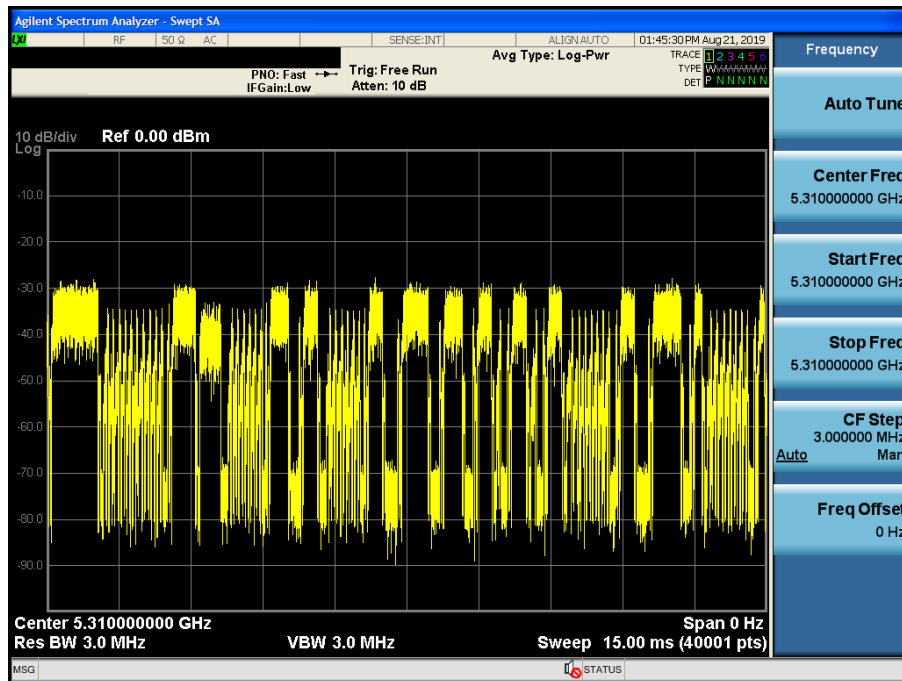 Agilent Spectrum Analyzer - Swept SA
LXI RF 50 Ω AC SENSE:INT ALIGN AUTO 01:45:30 PM Aug 21, 2019
Frequency
Avg Type: Log-Pwr
TRACE 1 2 3 4 5 6
PNO: Fast Trig: Free Run
TYPE WWWWWW
IFGain:Low Atten: 10 dB
DET P N N N N N
Auto Tune
10 dB/div Ref 0.00 dBm
Log
Center Freq
5.310000000 GHz
-10.0
-20.0
-30.0
-40.0
-50.0
-60.0
-70.0
-80.0
-90.0
Start Freq
5.310000000 GHz
Stop Freq
5.310000000 GHz
CF Step
3.000000 MHz
Auto Man
Freq Offset
0 Hz
Center 5.310000000 GHz Span 0 Hz
Res BW 3.0 MHz VBW 3.0 MHz Sweep 15.00 ms (40001 pts)
MSG STATUS